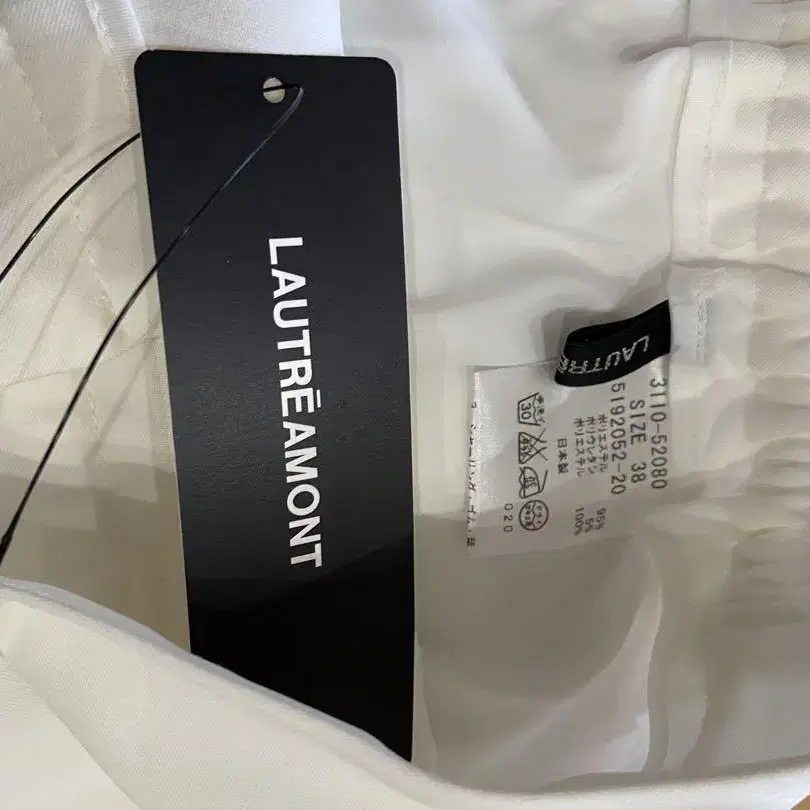 LAUTRĒAMONT
LAUTR
3110-52080
SIZE 38
5192052-20
ポリエステル 95%
ポリウレタン 5%
ポリエステル 100%
日本製
30
020